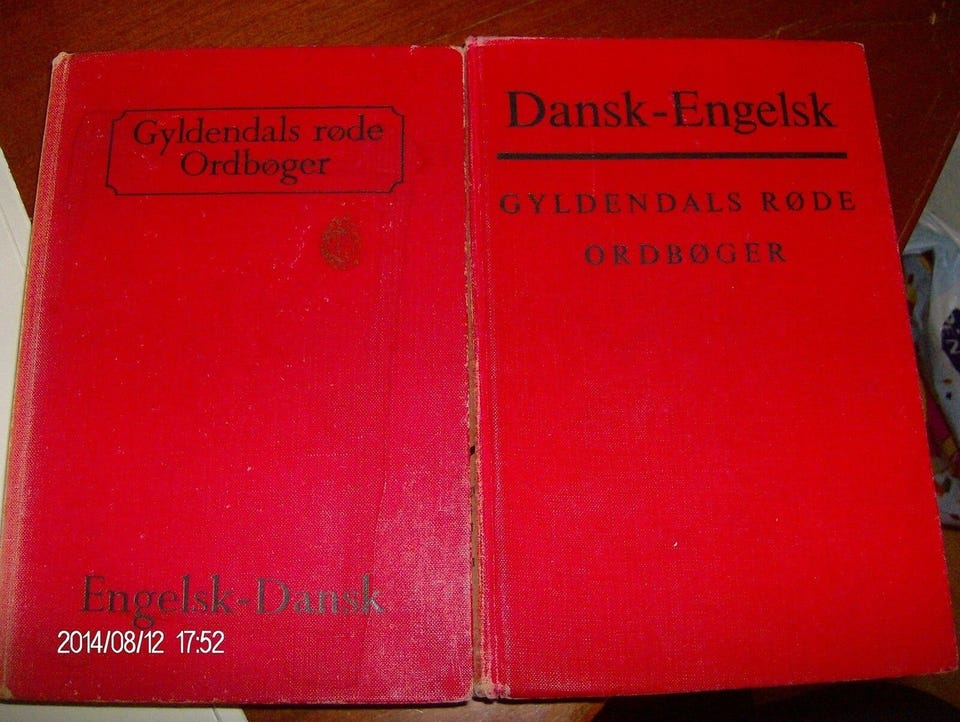 Gyldendals røde
Ordbøger
Engelsk-Dansk
Dansk-Engelsk
GYLDENDALS RØDE
ORDBØGER
2014/08/12 17:52